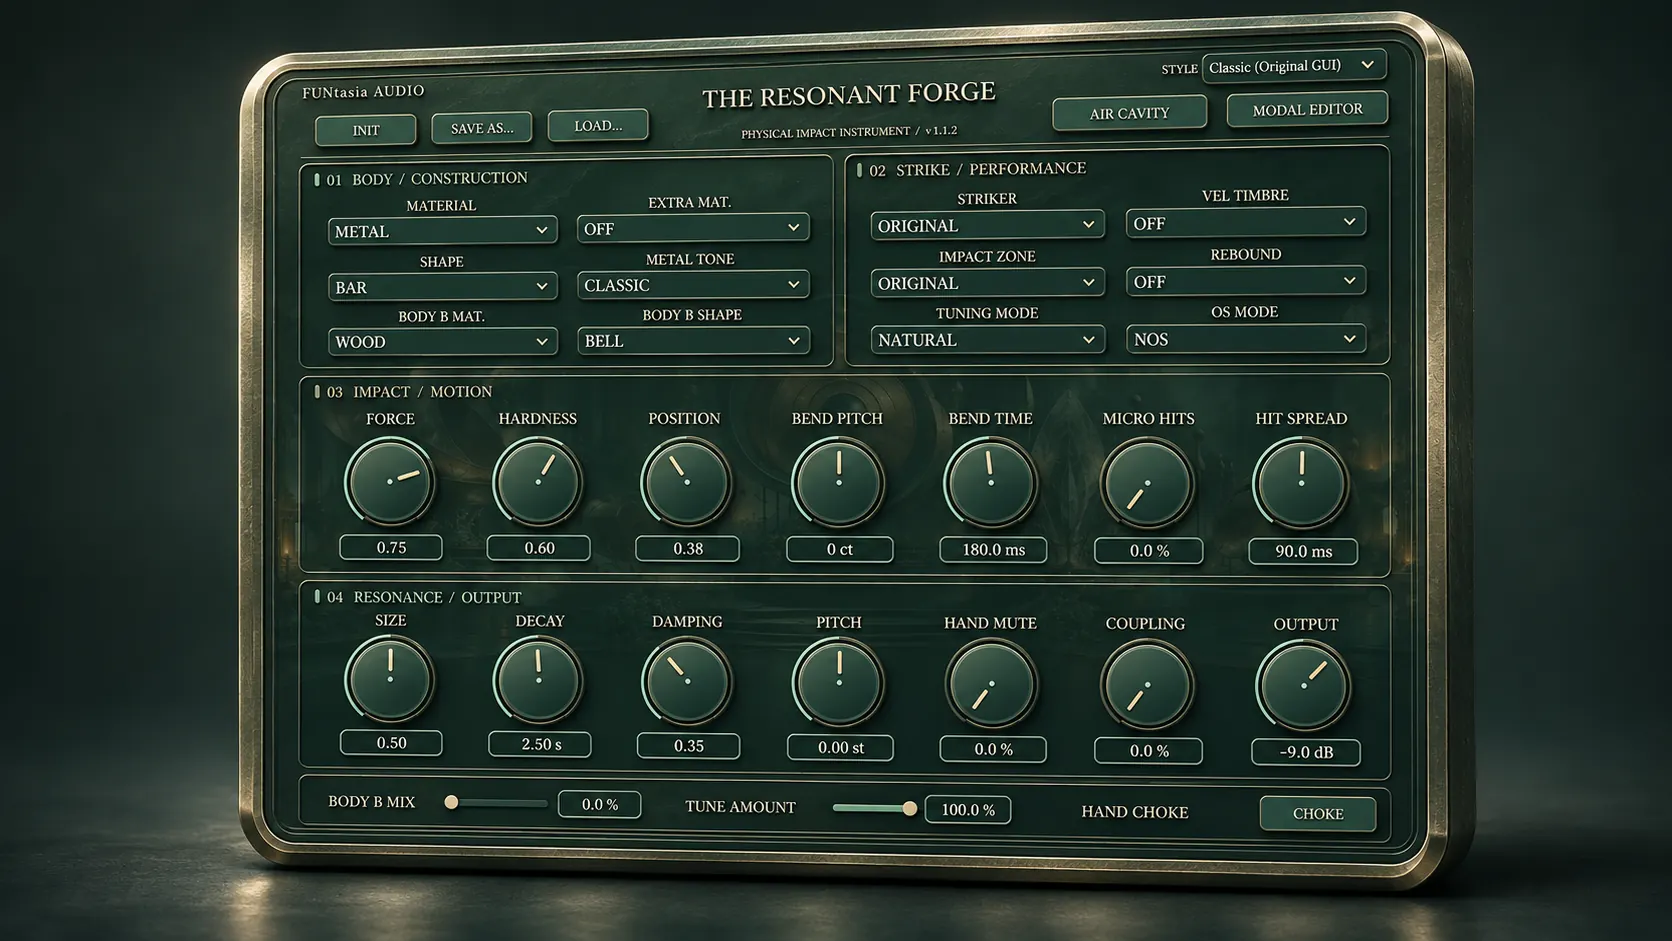 FUNtasia AUDIO
STYLE Classic (Original GUI)
THE RESONANT FORGE
INIT SAVE AS... LOAD...
AIR CAVITY MODAL EDITOR
PHYSICAL IMPACT INSTRUMENT / v1.1.2
01 BODY / CONSTRUCTION
MATERIAL EXTRA MAT.
METAL OFF
SHAPE METAL TONE
BAR CLASSIC
BODY B MAT. BODY B SHAPE
WOOD BELL
02 STRIKE / PERFORMANCE
STRIKER VEL TIMBRE
ORIGINAL OFF
IMPACT ZONE REBOUND
ORIGINAL OFF
TUNING MODE OS MODE
NATURAL NOS
03 IMPACT / MOTION
FORCE HARDNESS POSITION BEND PITCH BEND TIME MICRO HITS HIT SPREAD
0.75 0.60 0.38 0 ct 180.0 ms 0.0 % 90.0 ms
04 RESONANCE / OUTPUT
SIZE DECAY DAMPING PITCH HAND MUTE COUPLING OUTPUT
0.50 2.50 s 0.35 0.00 st 0.0 % 0.0 % -9.0 dB
BODY B MIX 0.0 % TUNE AMOUNT 100.0 % HAND CHOKE CHOKE